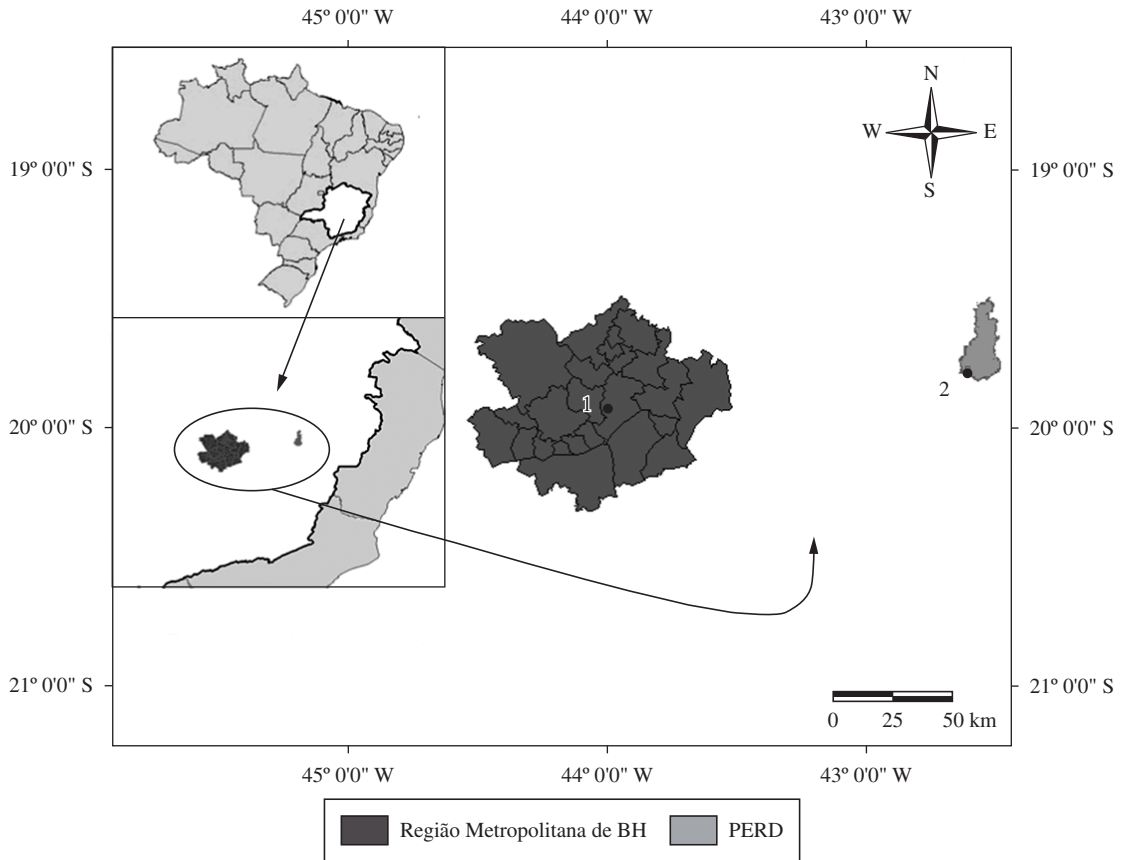 45º 0'0" W 44º 0'0" W 43º 0'0" W
N
W E
S
19º 0'0" S 19º 0'0" S
1
2
20º 0'0" S 20º 0'0" S
21º 0'0" S 21º 0'0" S
0 25 50 km
45º 0'0" W 44º 0'0" W 43º 0'0" W
Região Metropolitana de BH PERD